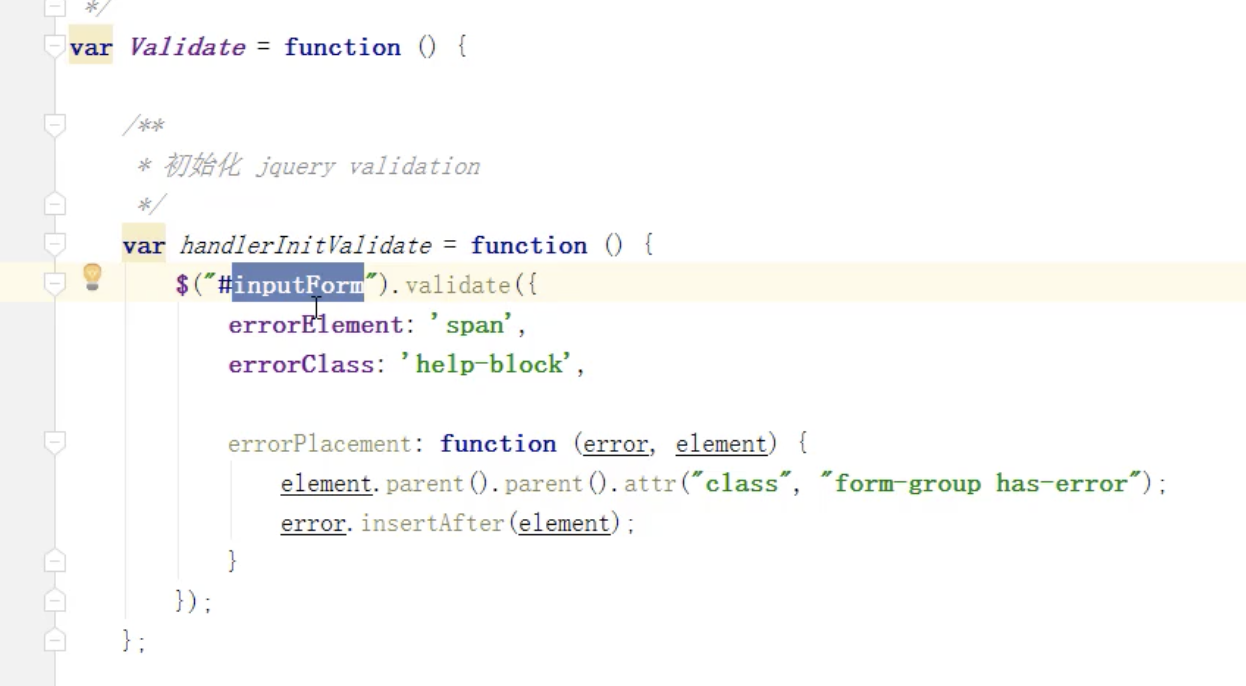 */
var Validate = function () {
/**
* 初始化 jquery validation
*/
var handlerInitValidate = function () {
$("#inputForm").validate({
errorElement: 'span',
errorClass: 'help-block',
errorPlacement: function (error, element) {
element.parent().parent().attr("class", "form-group has-error");
error.insertAfter(element);
}
});
};